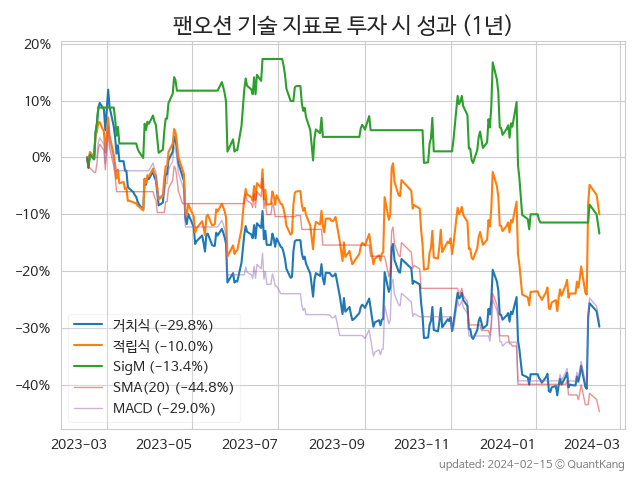 팬오션 기술 지표로 투자 시 성과 (1년)
20%
10%
0%
−10%
−20%
−30%
−40%
거치식 (−29.8%)
적립식 (−10.0%)
SigM (−13.4%)
SMA(20) (−44.8%)
MACD (−29.0%)
2023-03
2023-05
2023-07
2023-09
2023-11
2024-01
2024-03
updated: 2024-02-15 © QuantKang